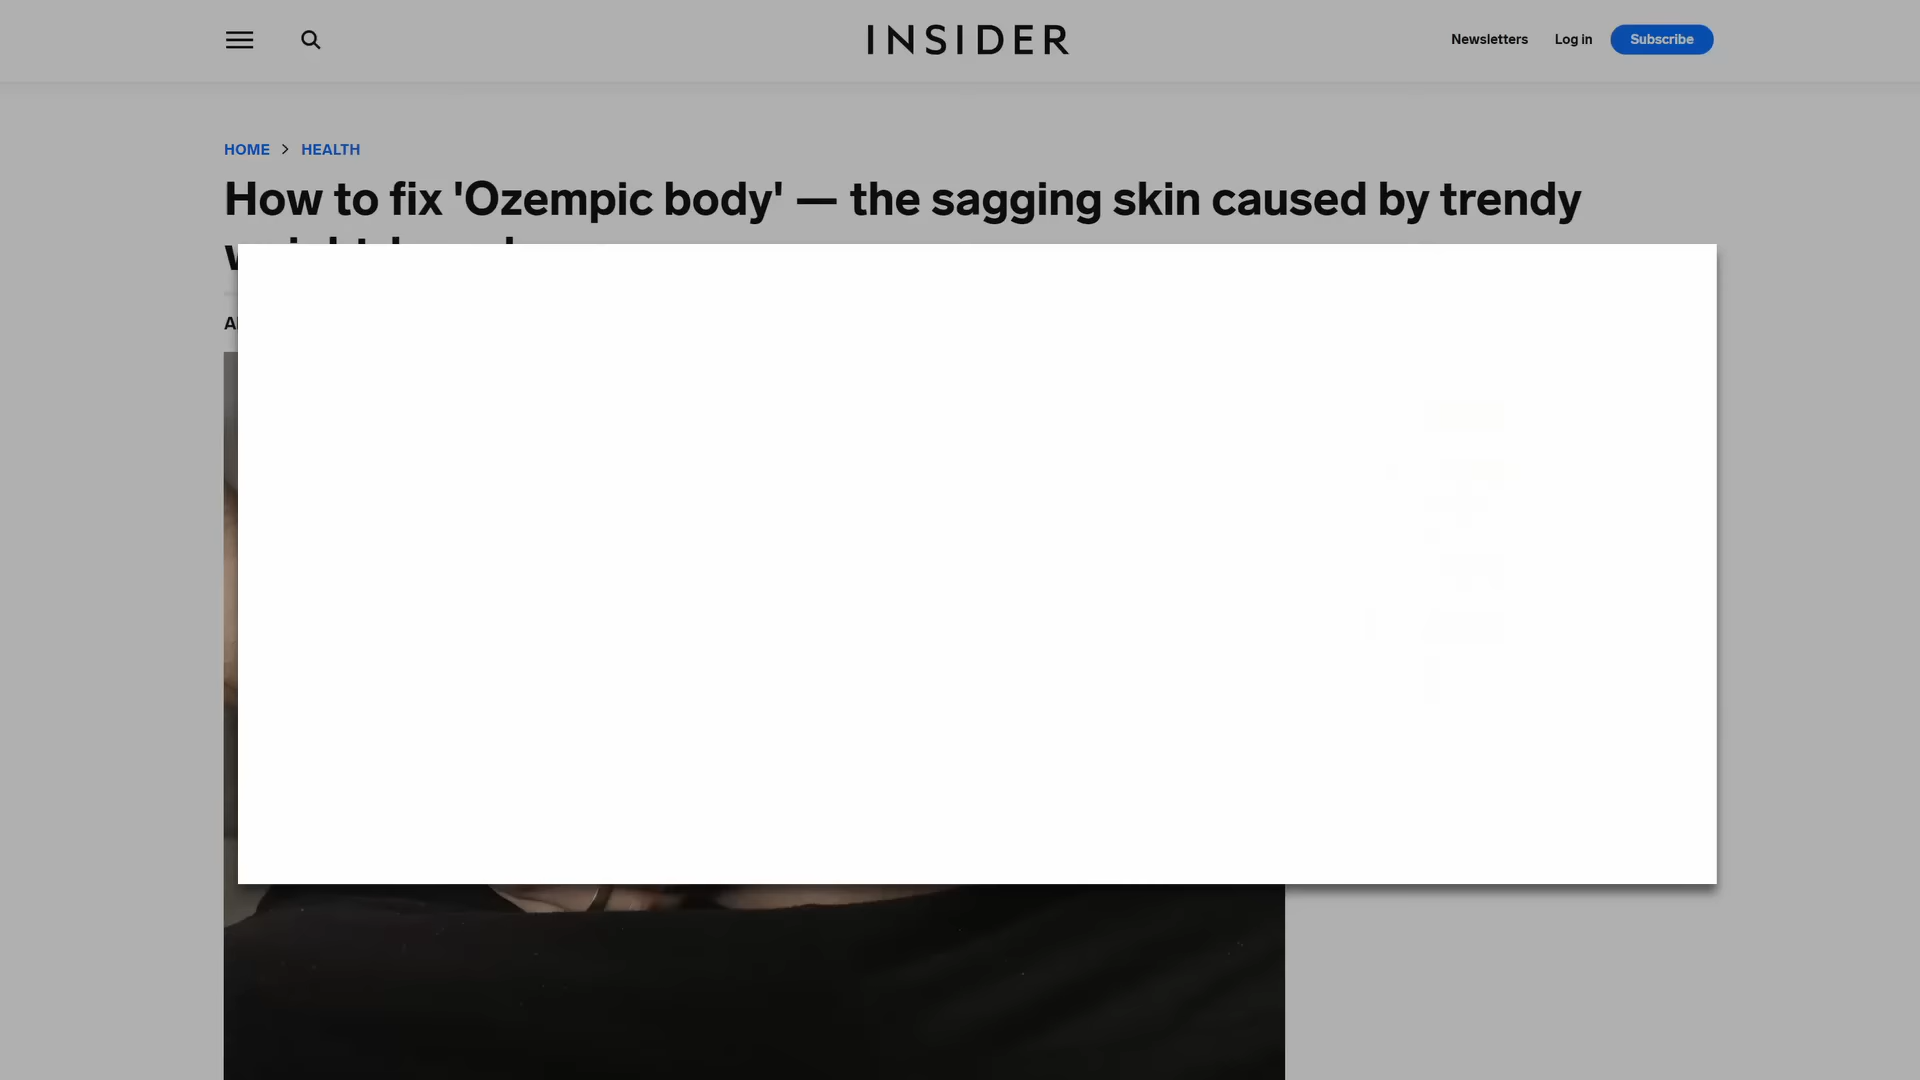 INSIDER
Newsletters
Log in
Subscribe
HOME > HEALTH
How to fix 'Ozempic body' — the sagging skin caused by trendy